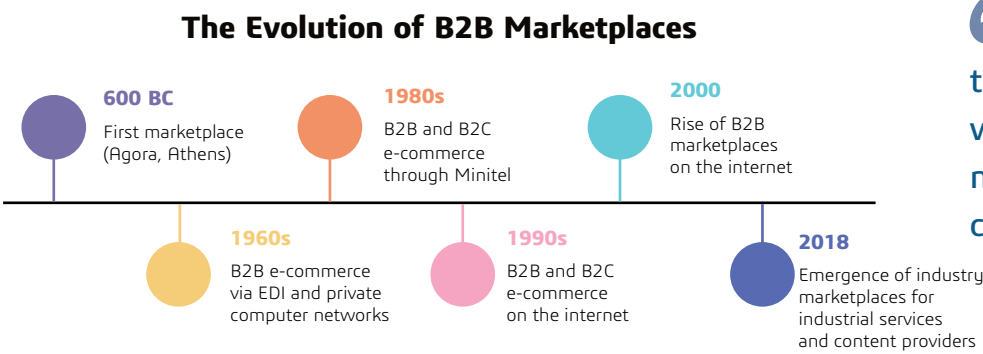 The Evolution of B2B Marketplaces
600 BC
First marketplace
(Agora, Athens)
1960s
B2B e-commerce
via EDI and private
computer networks
1980s
B2B and B2C
e-commerce
through Minitel
1990s
B2B and B2C
e-commerce
on the internet
2000
Rise of B2B
marketplaces
on the internet
2018
Emergence of industry
marketplaces for
industrial services
and content providers